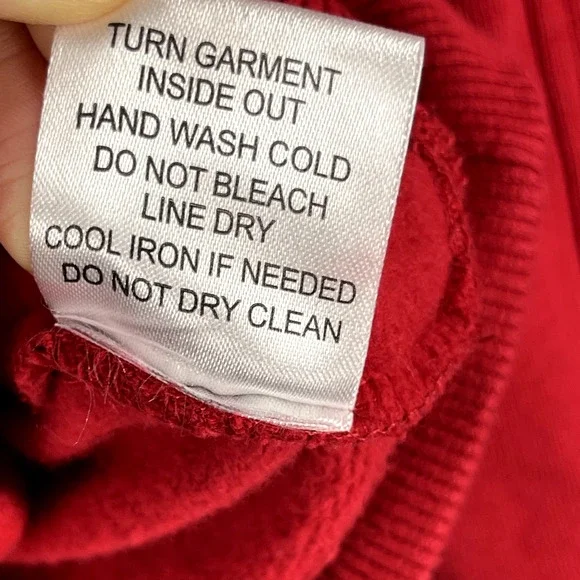 TURN GARMENT
INSIDE OUT
HAND WASH COLD
DO NOT BLEACH
LINE DRY
COOL IRON IF NEEDED
DO NOT DRY CLEAN